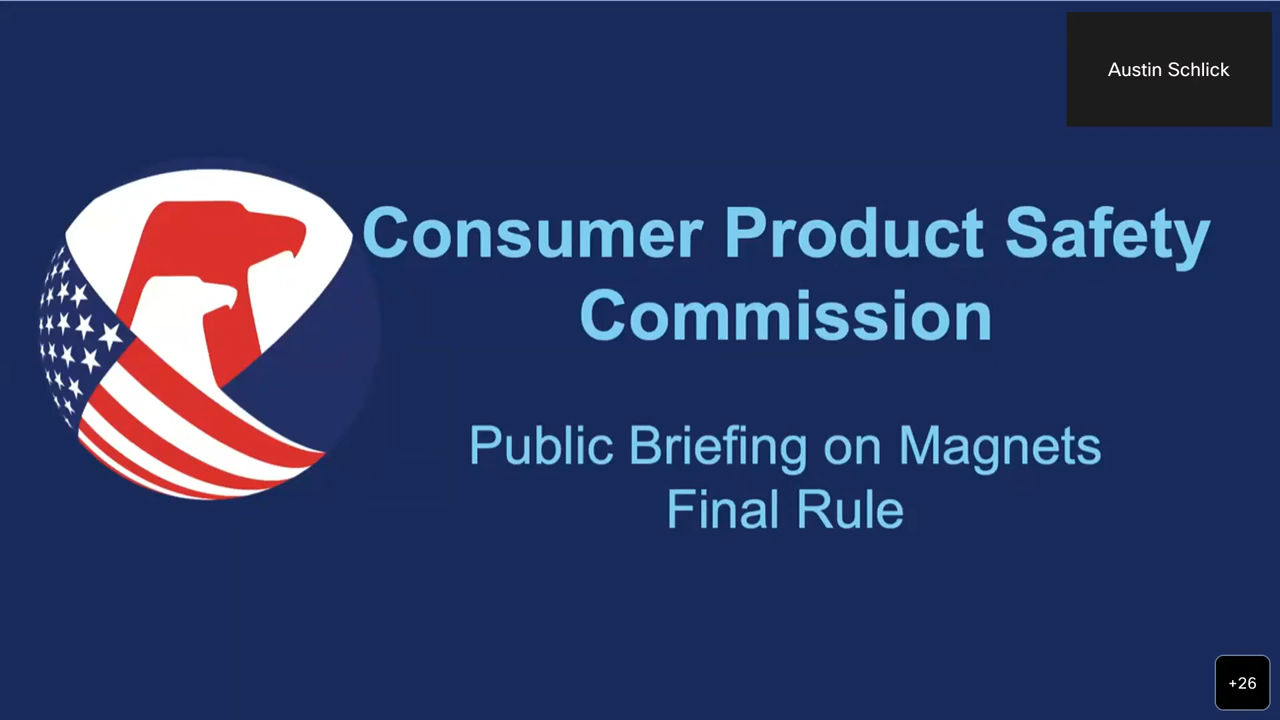 Austin Schlick
Consumer Product Safety
Commission
Public Briefing on Magnets
Final Rule
+26